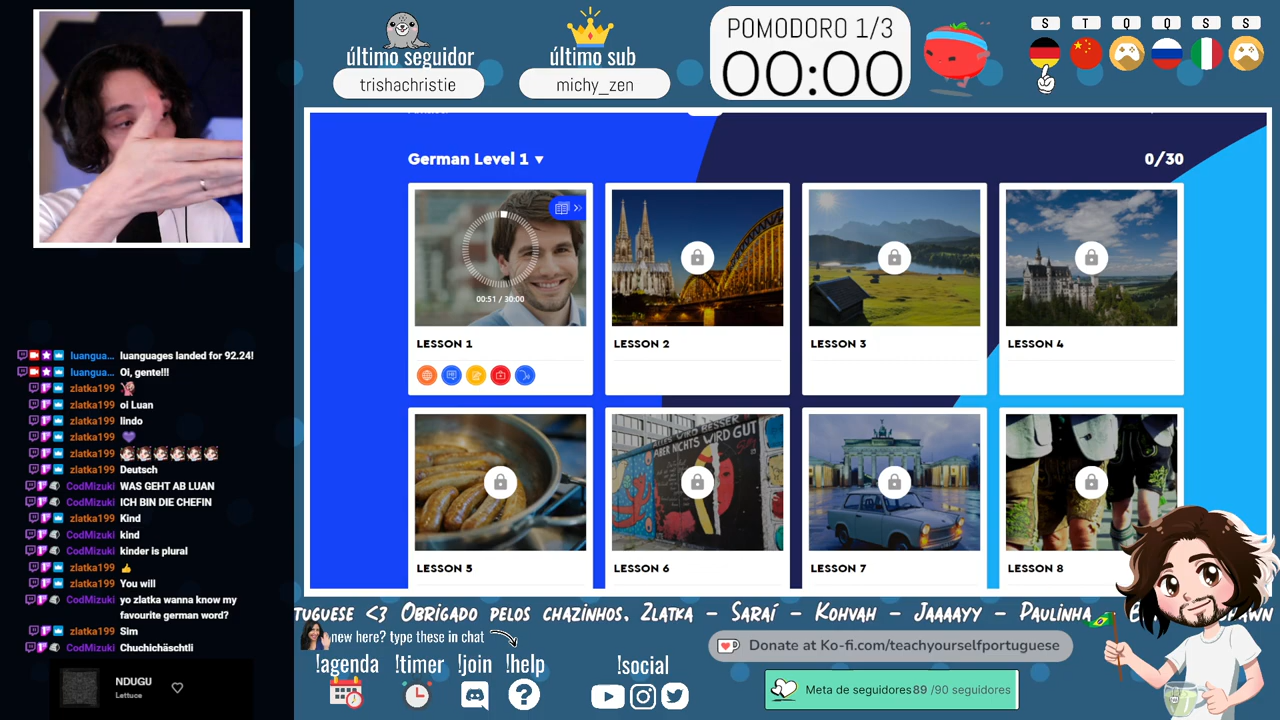 último seguidor
trishachristie
último sub
michy_zen
POMODORO 1/3
00:00
S T Q Q S S
German Level 1 ▼
0/30
00:51 / 30:00
LESSON 1
LESSON 2
LESSON 3
LESSON 4
BESSER
ABER NICHTS WIRD GUT
LESSON 5
LESSON 6
LESSON 7
LESSON 8
luangua... luanguages landed for 92.24!
luangua... Oi, gente!!!
zlatka199
zlatka199 oi Luan
zlatka199 lindo
zlatka199
zlatka199
zlatka199 Deutsch
CodMizuki WAS GEHT AB LUAN
CodMizuki ICH BIN DIE CHEFIN
zlatka199 Kind
CodMizuki kind
CodMizuki kinder is plural
zlatka199
zlatka199 You will
CodMizuki yo zlatka wanna know my
favourite german word?
zlatka199 Sim
CodMizuki Chuchichäschtli
NDUGU
Lettuce
TUGUESE <3 OBRIGADO PELOS CHAZINHOS, ZLATKA – SARAÍ – KOHVAH – JAAAAYY – PAULINHA
new here? type these in chat
!agenda
!timer
!join
!help
!social
Donate at Ko-fi.com/teachyourselfportuguese
Meta de seguidores 89 /90 seguidores